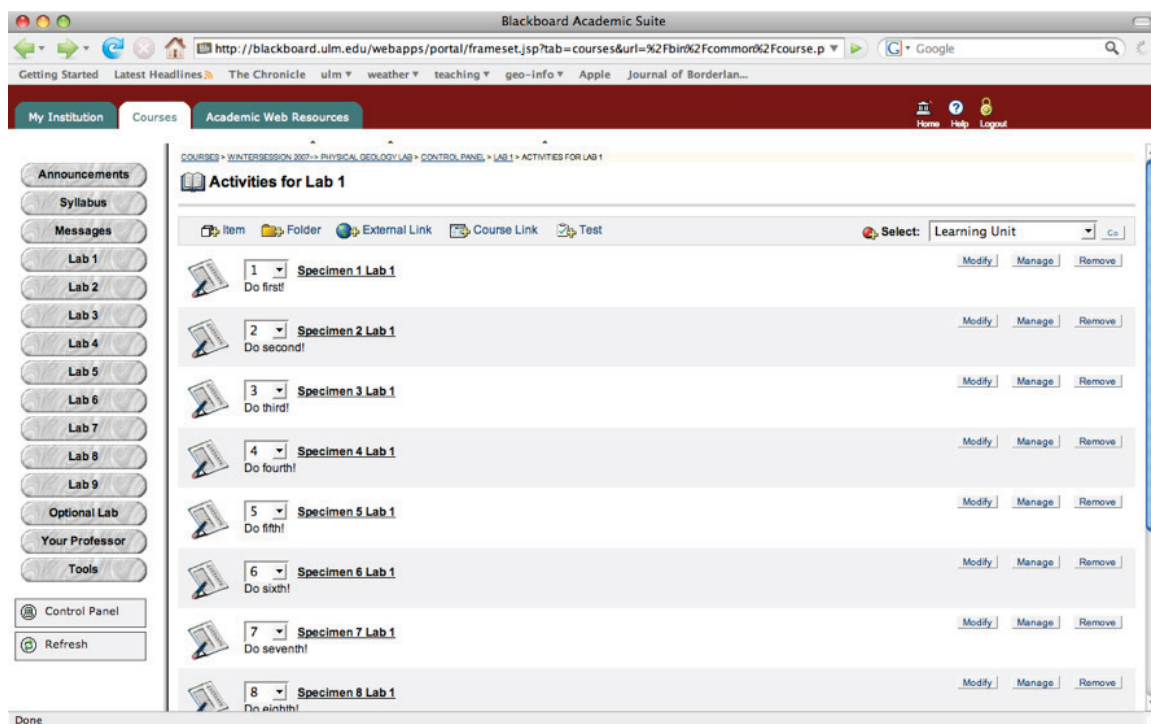 Blackboard Academic Suite
http://blackboard.ulm.edu/webapps/portal/frameset.jsp?tab=courses&url=%2Fbin%2Fcommon%2Fcourse.p
G Google
Getting Started Latest Headlines The Chronicle ulm weather teaching geo-info Apple Journal of Borderlan...
My Institution Courses Academic Web Resources
Home Help Logout
COURSES > WINTERSESSION 2007--> PHYSICAL GEOLOGY LAB > CONTROL PANEL > LAB 1 > ACTIVITIES FOR LAB 1
Activities for Lab 1
Item Folder External Link Course Link Test Select: Learning Unit Go
Announcements
Syllabus
Messages
Lab 1
Lab 2
Lab 3
Lab 4
Lab 5
Lab 6
Lab 7
Lab 8
Lab 9
Optional Lab
Your Professor
Tools
Control Panel
Refresh
1 Specimen 1 Lab 1 Modify Manage Remove
Do first!
2 Specimen 2 Lab 1 Modify Manage Remove
Do second!
3 Specimen 3 Lab 1 Modify Manage Remove
Do third!
4 Specimen 4 Lab 1 Modify Manage Remove
Do fourth!
5 Specimen 5 Lab 1 Modify Manage Remove
Do fifth!
6 Specimen 6 Lab 1 Modify Manage Remove
Do sixth!
7 Specimen 7 Lab 1 Modify Manage Remove
Do seventh!
8 Specimen 8 Lab 1 Modify Manage Remove
Do eighth!
Done